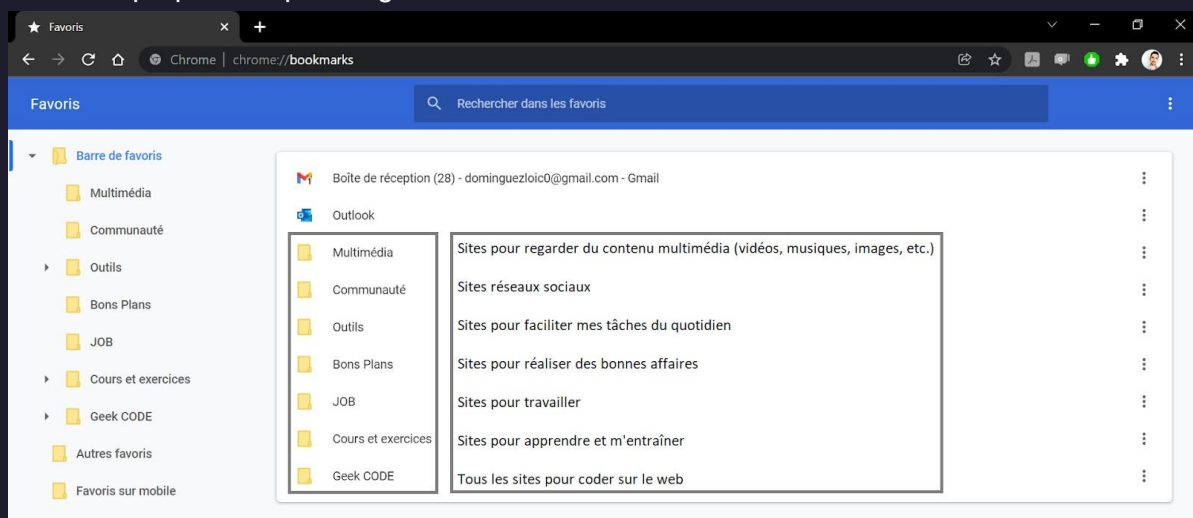 Favoris
Chrome | chrome://bookmarks
Favoris
Rechercher dans les favoris
Barre de favoris
Multimédia
Communauté
Outils
Bons Plans
JOB
Cours et exercices
Geek CODE
Autres favoris
Favoris sur mobile
Boîte de réception (28) - dominguezloic0@gmail.com - Gmail
Outlook
Multimédia Sites pour regarder du contenu multimédia (vidéos, musiques, images, etc.)
Communauté Sites réseaux sociaux
Outils Sites pour faciliter mes tâches du quotidien
Bons Plans Sites pour réaliser des bonnes affaires
JOB Sites pour travailler
Cours et exercices Sites pour apprendre et m'entraîner
Geek CODE Tous les sites pour coder sur le web